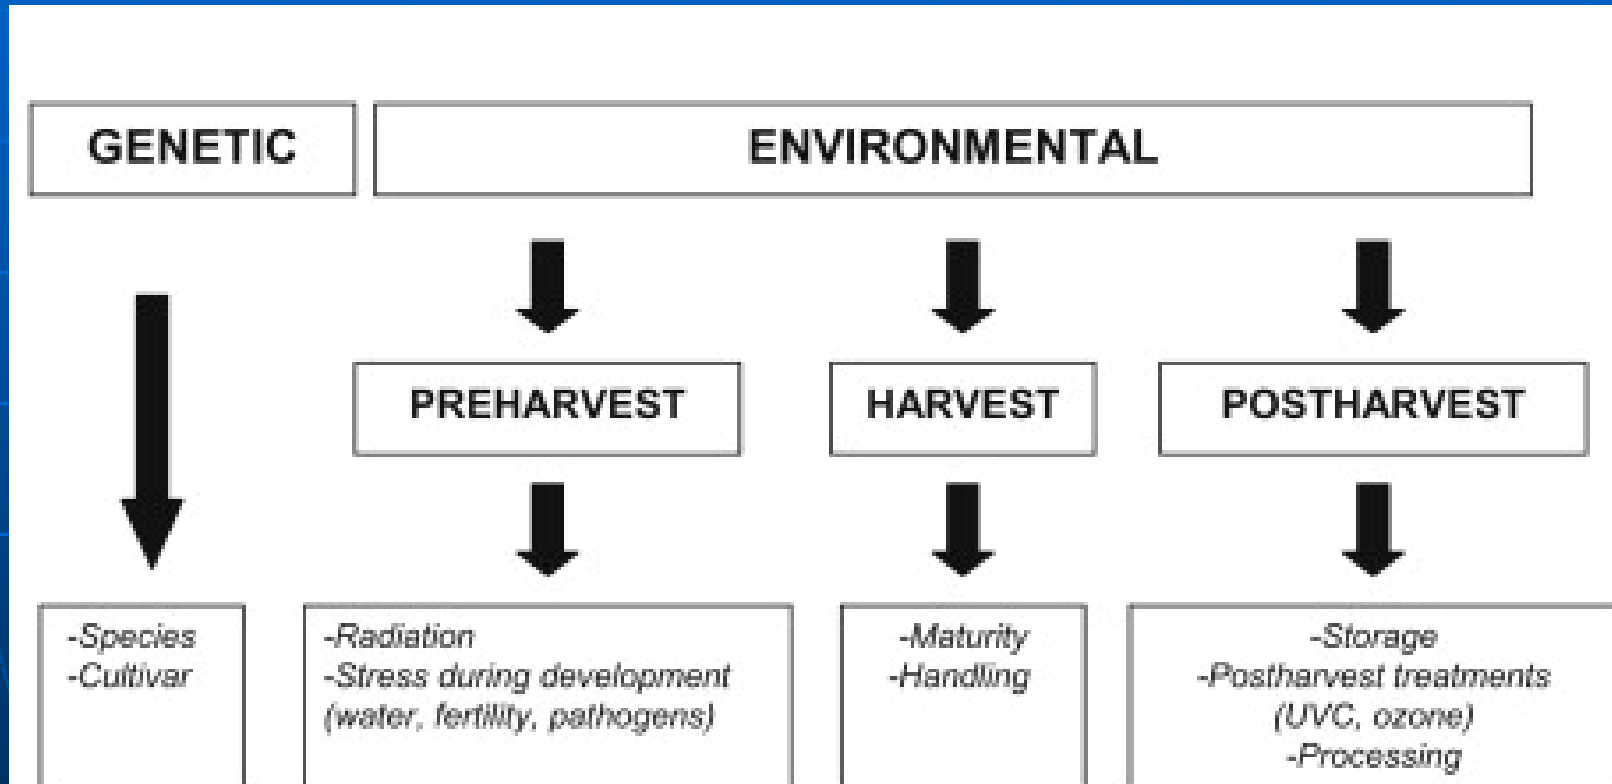 GENETIC
ENVIRONMENTAL
PREHARVEST
HARVEST
POSTHARVEST
-Species
-Cultivar
-Radiation
-Stress during development
(water, fertility, pathogens)
-Maturity
-Handling
-Storage
-Postharvest treatments
(UVC, ozone)
-Processing